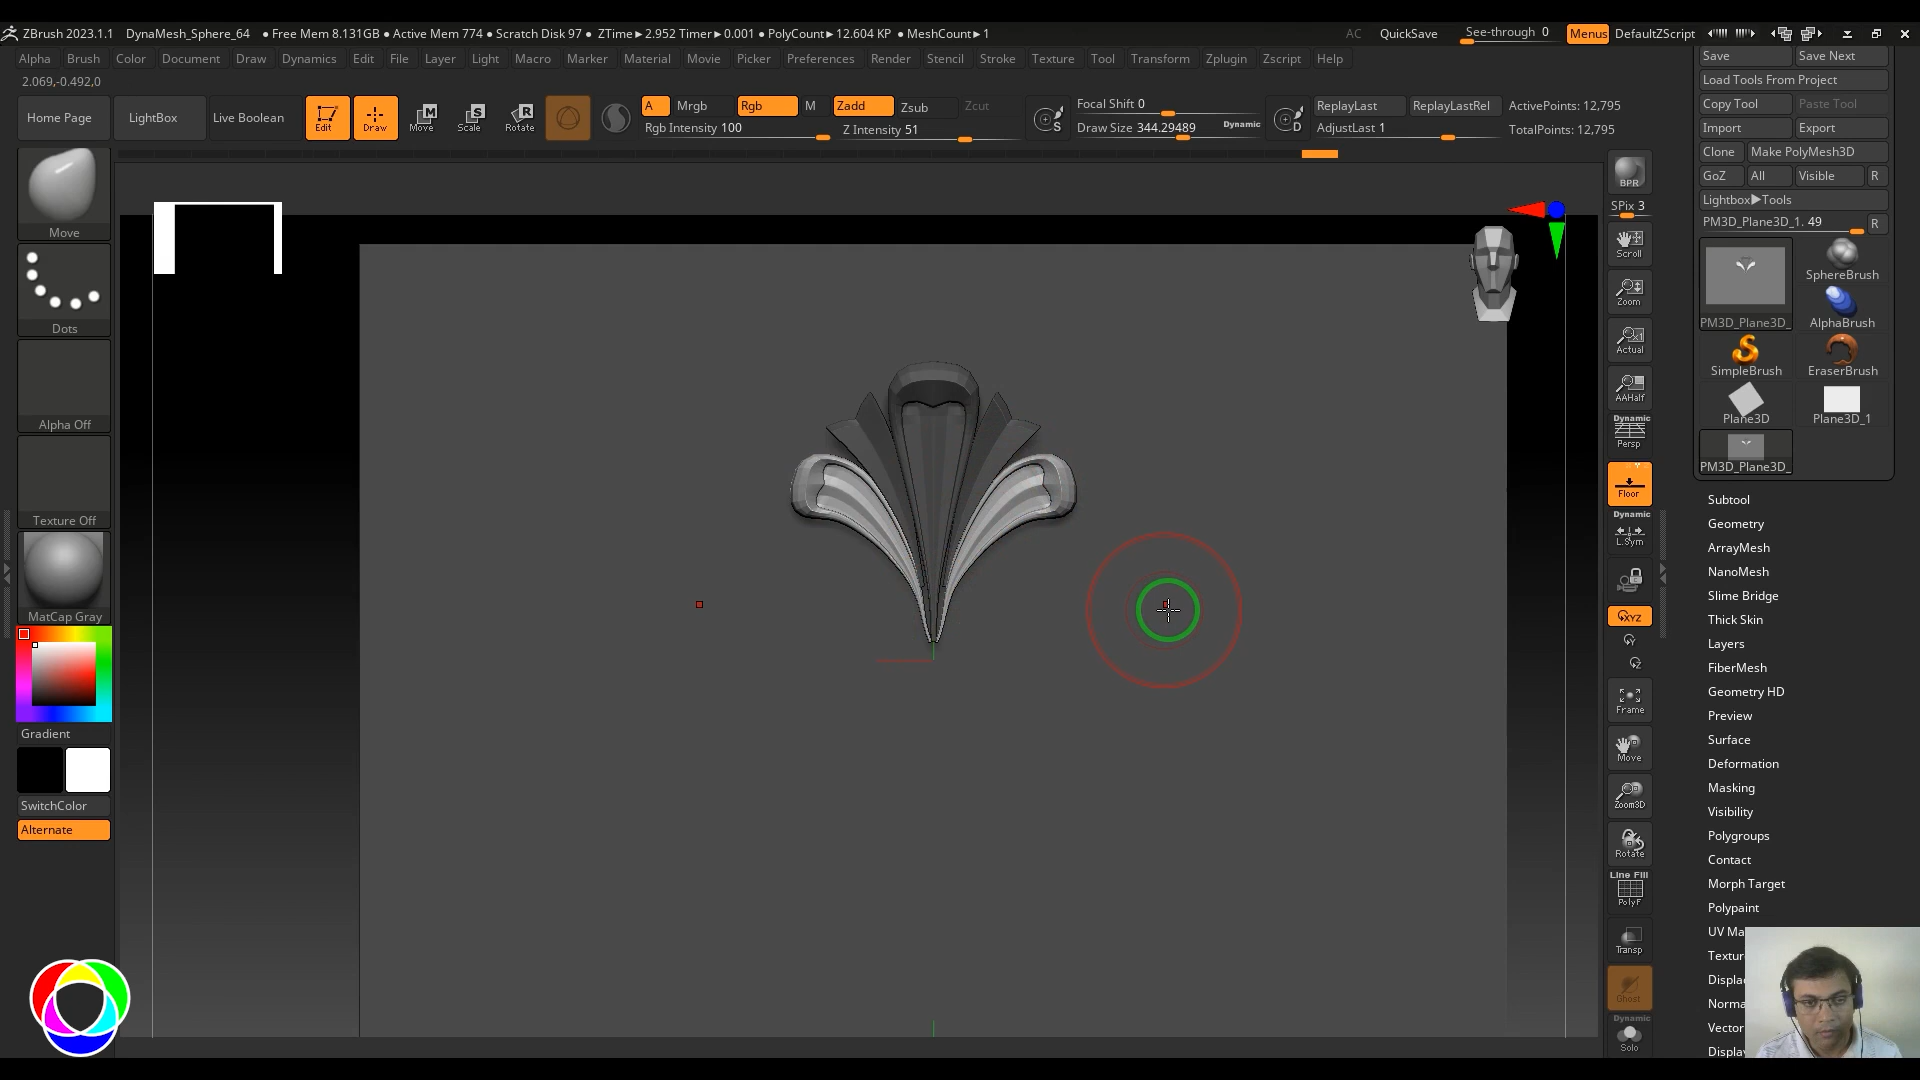 ZBrush 2023.1.1 DynaMesh_Sphere_64 ● Free Mem 8.131GB ● Active Mem 774 ● Scratch Disk 97 ● ZTime►2.952 Timer►0.001 ● PolyCount►12.604 KP ● MeshCount►1 AC QuickSave See-through 0 Menus DefaultZScript
Alpha Brush Color Document Draw Dynamics Edit File Layer Light Macro Marker Material Movie Picker Preferences Render Stencil Stroke Texture Tool Transform Zplugin Zscript Help
2.069,-0.492,0
Home Page LightBox Live Boolean Edit Draw Move Scale Rotate
A Mrgb Rgb M Zadd Zsub Zcut
Rgb Intensity 100 Z Intensity 51
S Focal Shift 0
Draw Size 344.29489 Dynamic
D ReplayLast ReplayLastRel ActivePoints: 12,795
AdjustLast 1 TotalPoints: 12,795
Move
Dots
Alpha Off
Texture Off
MatCap Gray
Gradient
SwitchColor
Alternate
BPR
SPix 3
Scroll
Zoom
Actual
AAHalf
Dynamic
Persp
Floor
Dynamic
L.Sym
XYZ
Frame
Move
Zoom3D
Rotate
Line Fill
PolyF
Transp
Ghost
Dynamic
Solo
Save Save Next
Load Tools From Project
Copy Tool Paste Tool
Import Export
Clone Make PolyMesh3D
GoZ All Visible R
Lightbox►Tools
PM3D_Plane3D_1. 49 R
PM3D_Plane3D_ SphereBrush
AlphaBrush
SimpleBrush EraserBrush
Plane3D Plane3D_1
PM3D_Plane3D_
Subtool
Geometry
ArrayMesh
NanoMesh
Slime Bridge
Thick Skin
Layers
FiberMesh
Geometry HD
Preview
Surface
Deformation
Masking
Visibility
Polygroups
Contact
Morph Target
Polypaint
UV Ma
Textur
Displa
Norma
Vector
Displa